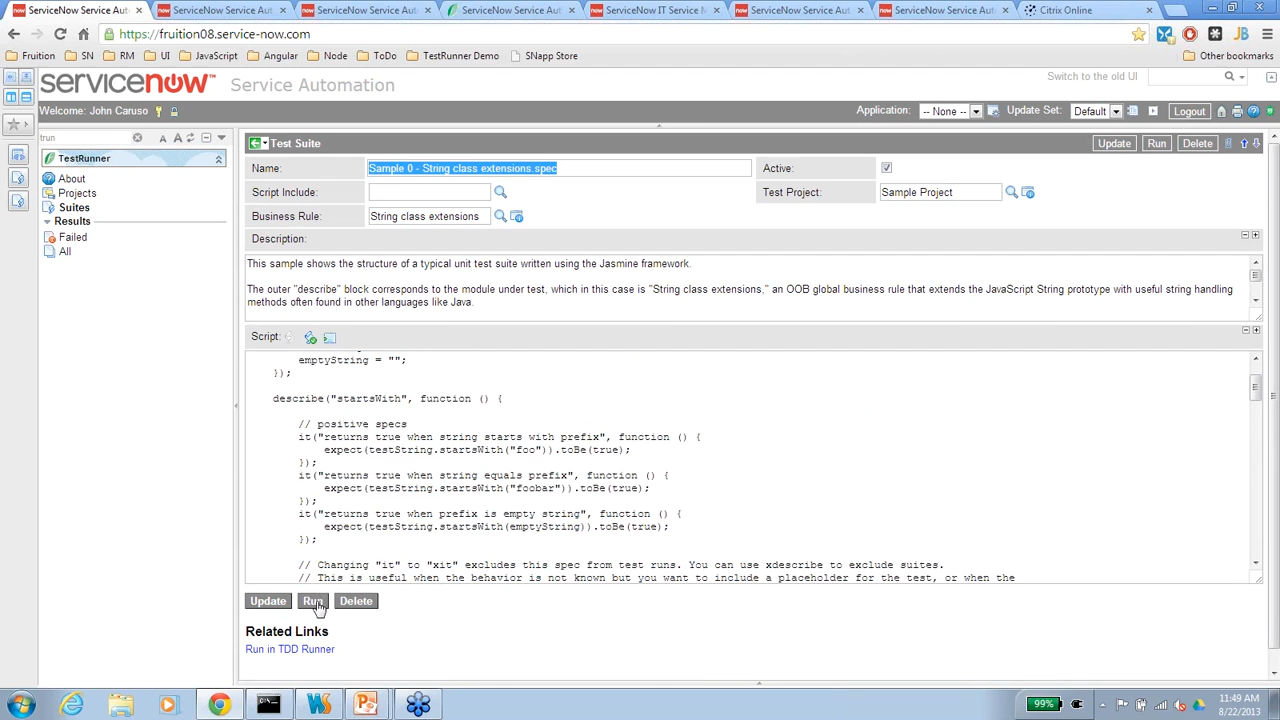 ServiceNow Service Auto
ServiceNow Service Aut
ServiceNow Service Aut
ServiceNow Service Aut
ServiceNow IT Service M
ServiceNow Service Aut
ServiceNow Service Aut
Citrix Online
https://fruition08.service-now.com
Fruition SN RM UI JavaScript ToDo Angular Node TestRunner Demo SNapp Store Other bookmarks
servicenow Service Automation Switch to the old UI
Welcome: John Caruso Application: -- None -- Update Set: Default Logout
trun
TestRunner
About
Projects
Suites
Results
Failed
All
Test Suite Update Run Delete
Name: Sample 0 - String class extensions.spec Active:
Script Include: Test Project: Sample Project
Business Rule: String class extensions
Description:
This sample shows the structure of a typical unit test suite written using the Jasmine framework.
The outer "describe" block corresponds to the module under test, which in this case is "String class extensions," an OOB global business rule that extends the JavaScript String prototype with useful string handling
methods often found in other languages like Java.
Script:
emptyString = "";
});
describe("startsWith", function () {
// positive specs
it("returns true when string starts with prefix", function () {
expect(testString.startsWith("foo")).toBe(true);
});
it("returns true when string equals prefix", function () {
expect(testString.startsWith("foobar")).toBe(true);
});
it("returns true when prefix is empty string", function () {
expect(testString.startsWith(emptyString)).toBe(true);
});
// Changing "it" to "xit" excludes this spec from test runs. You can use xdescribe to exclude suites.
// This is useful when the behavior is not known but you want to include a placeholder for the test, or when the
Update Run Delete
Related Links
Run in TDD Runner
99%
11:49 AM
8/22/2013